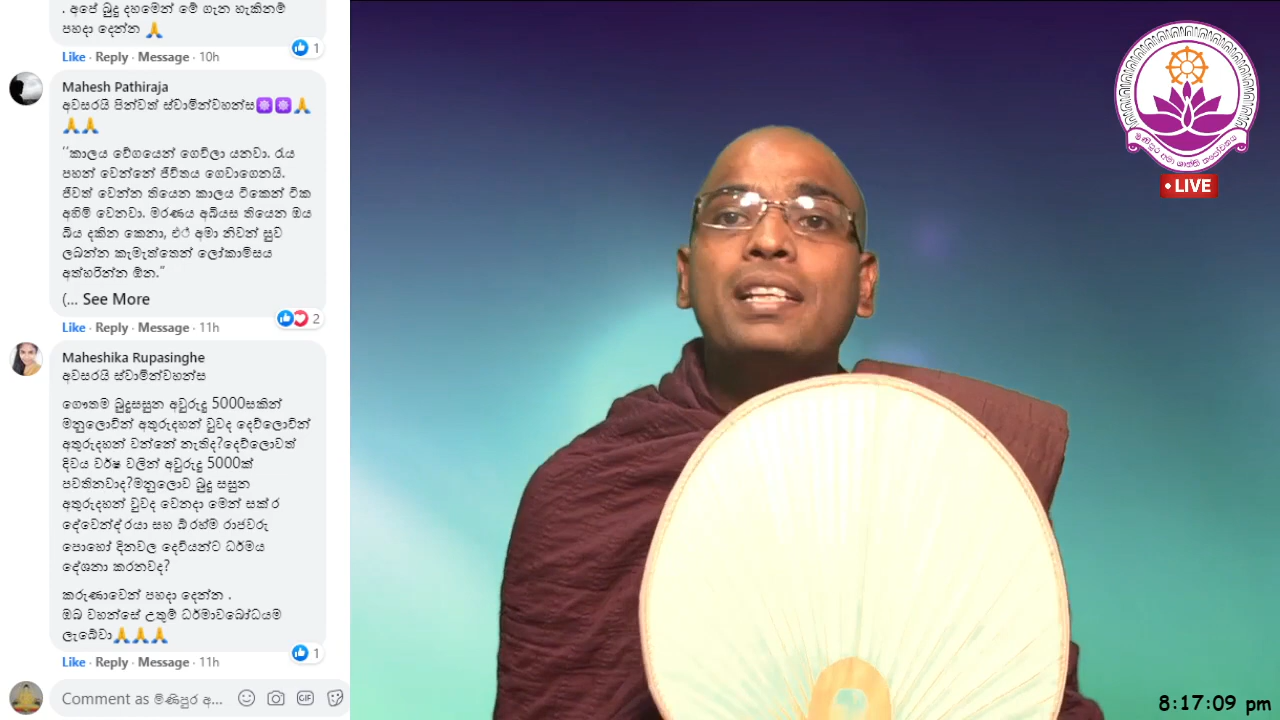 . අපේ බුදු දහමෙන් මේ ගැන හැකිනම්
පහදා දෙන්න 🙏
1
Like · Reply · Message · 10h
Mahesh Pathiraja
අවසරයි පින්වත් ස්වාමින්වහන්ස☸️☸️🙏
🙏🙏
‘‘කාලය වේගයෙන් ගෙවිලා යනවා. රැය
පහන් වෙන්නේ ජීවිතය ගෙවාගෙනයි.
ජීවත් වෙන්න තියෙන කාලය ටිකෙන් ටික
අහිමි වෙනවා. මරණය අබියස තියෙන ඔය
බිය දකින කෙනා, ඒ අමා නිවන් සුව
ලබන්න කැමැත්තෙන් ලෝකාමිසය
අත්හරින්න ඕන.”
(... See More
2
Like · Reply · Message · 11h
Maheshika Rupasinghe
අවසරයි ස්වාමින්වහන්ස
ගෞතම බුදුසසුන අවුරුදු 5000සකින්
මනුලොවින් අතුරුදහන් වුවද දෙව්ලොවින්
අතුරුදහන් වන්නේ නැතිද?දෙව්ලොවත්
දිව්‍ය වර්ෂ වලින් අවුරුදු 5000ක්
පවතිනවාද?මනුලොව බුදු සසුන
අතුරුදහන් වුවද වෙනදා මෙන් සක්‍ර
දේවේන්ද්‍රයා සහ බ්‍රහ්ම රාජවරු
පොහෝ දිනවල දෙවියන්ට ධර්මය
දේශනා කරනවද?
කරුණාවෙන් පහදා දෙන්න .
ඔබ වහන්සේ උතුම් ධර්මාවබෝධයම
ලැබේවා🙏🙏🙏
1
Like · Reply · Message · 11h
Comment as මිණිපුර අ...
GIF
LIVE
8:17:09 pm